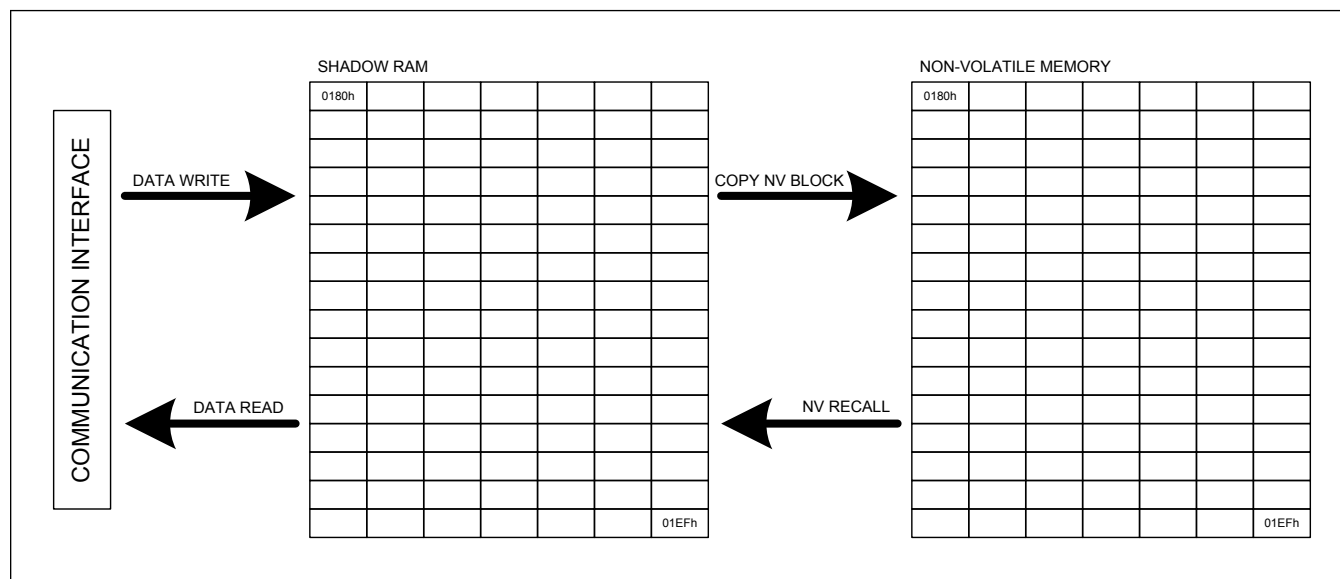 SHADOW RAM
NON-VOLATILE MEMORY
0180h
0180h
COMMUNICATION INTERFACE
DATA WRITE
COPY NV BLOCK
DATA READ
NV RECALL
01EFh
01EFh